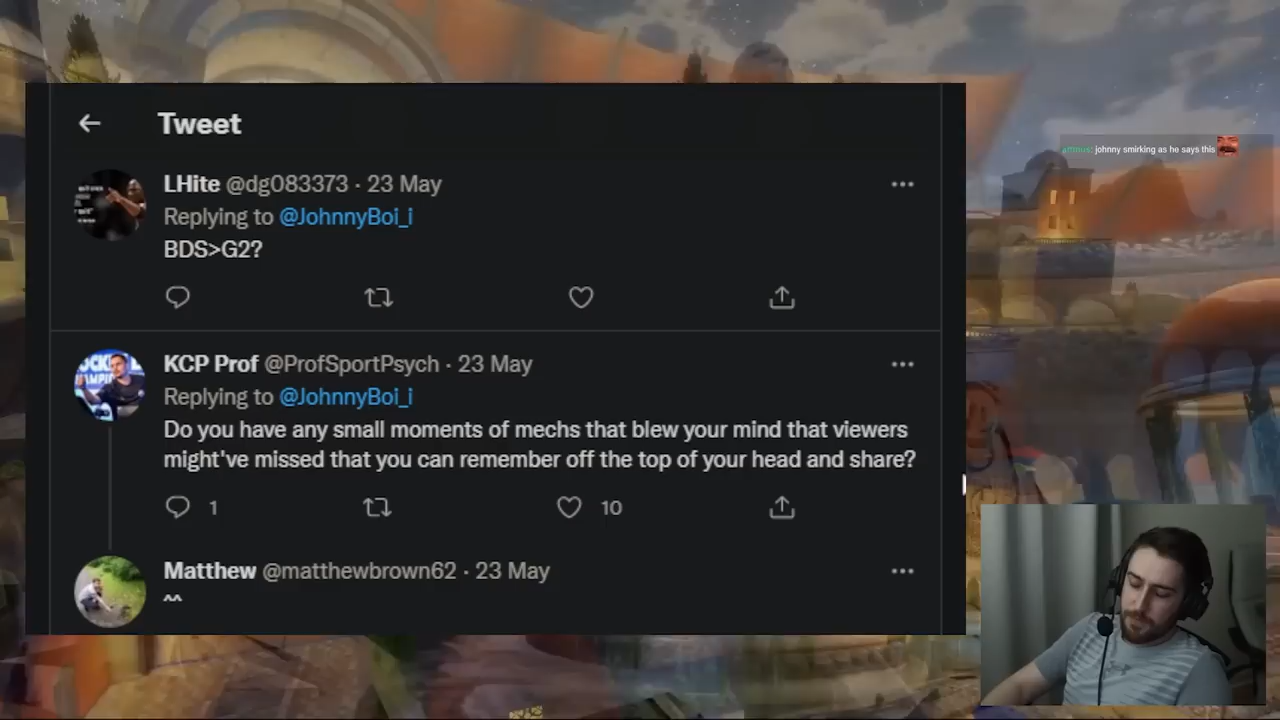 Tweet
LHite @dg083373 · 23 May
Replying to @JohnnyBoi_i
BDS>G2?
KCP Prof @ProfSportPsych · 23 May
Replying to @JohnnyBoi_i
Do you have any small moments of mechs that blew your mind that viewers
might've missed that you can remember off the top of your head and share?
1
10
Matthew @matthewbrown62 · 23 May
^^
johnny smirking as he says this